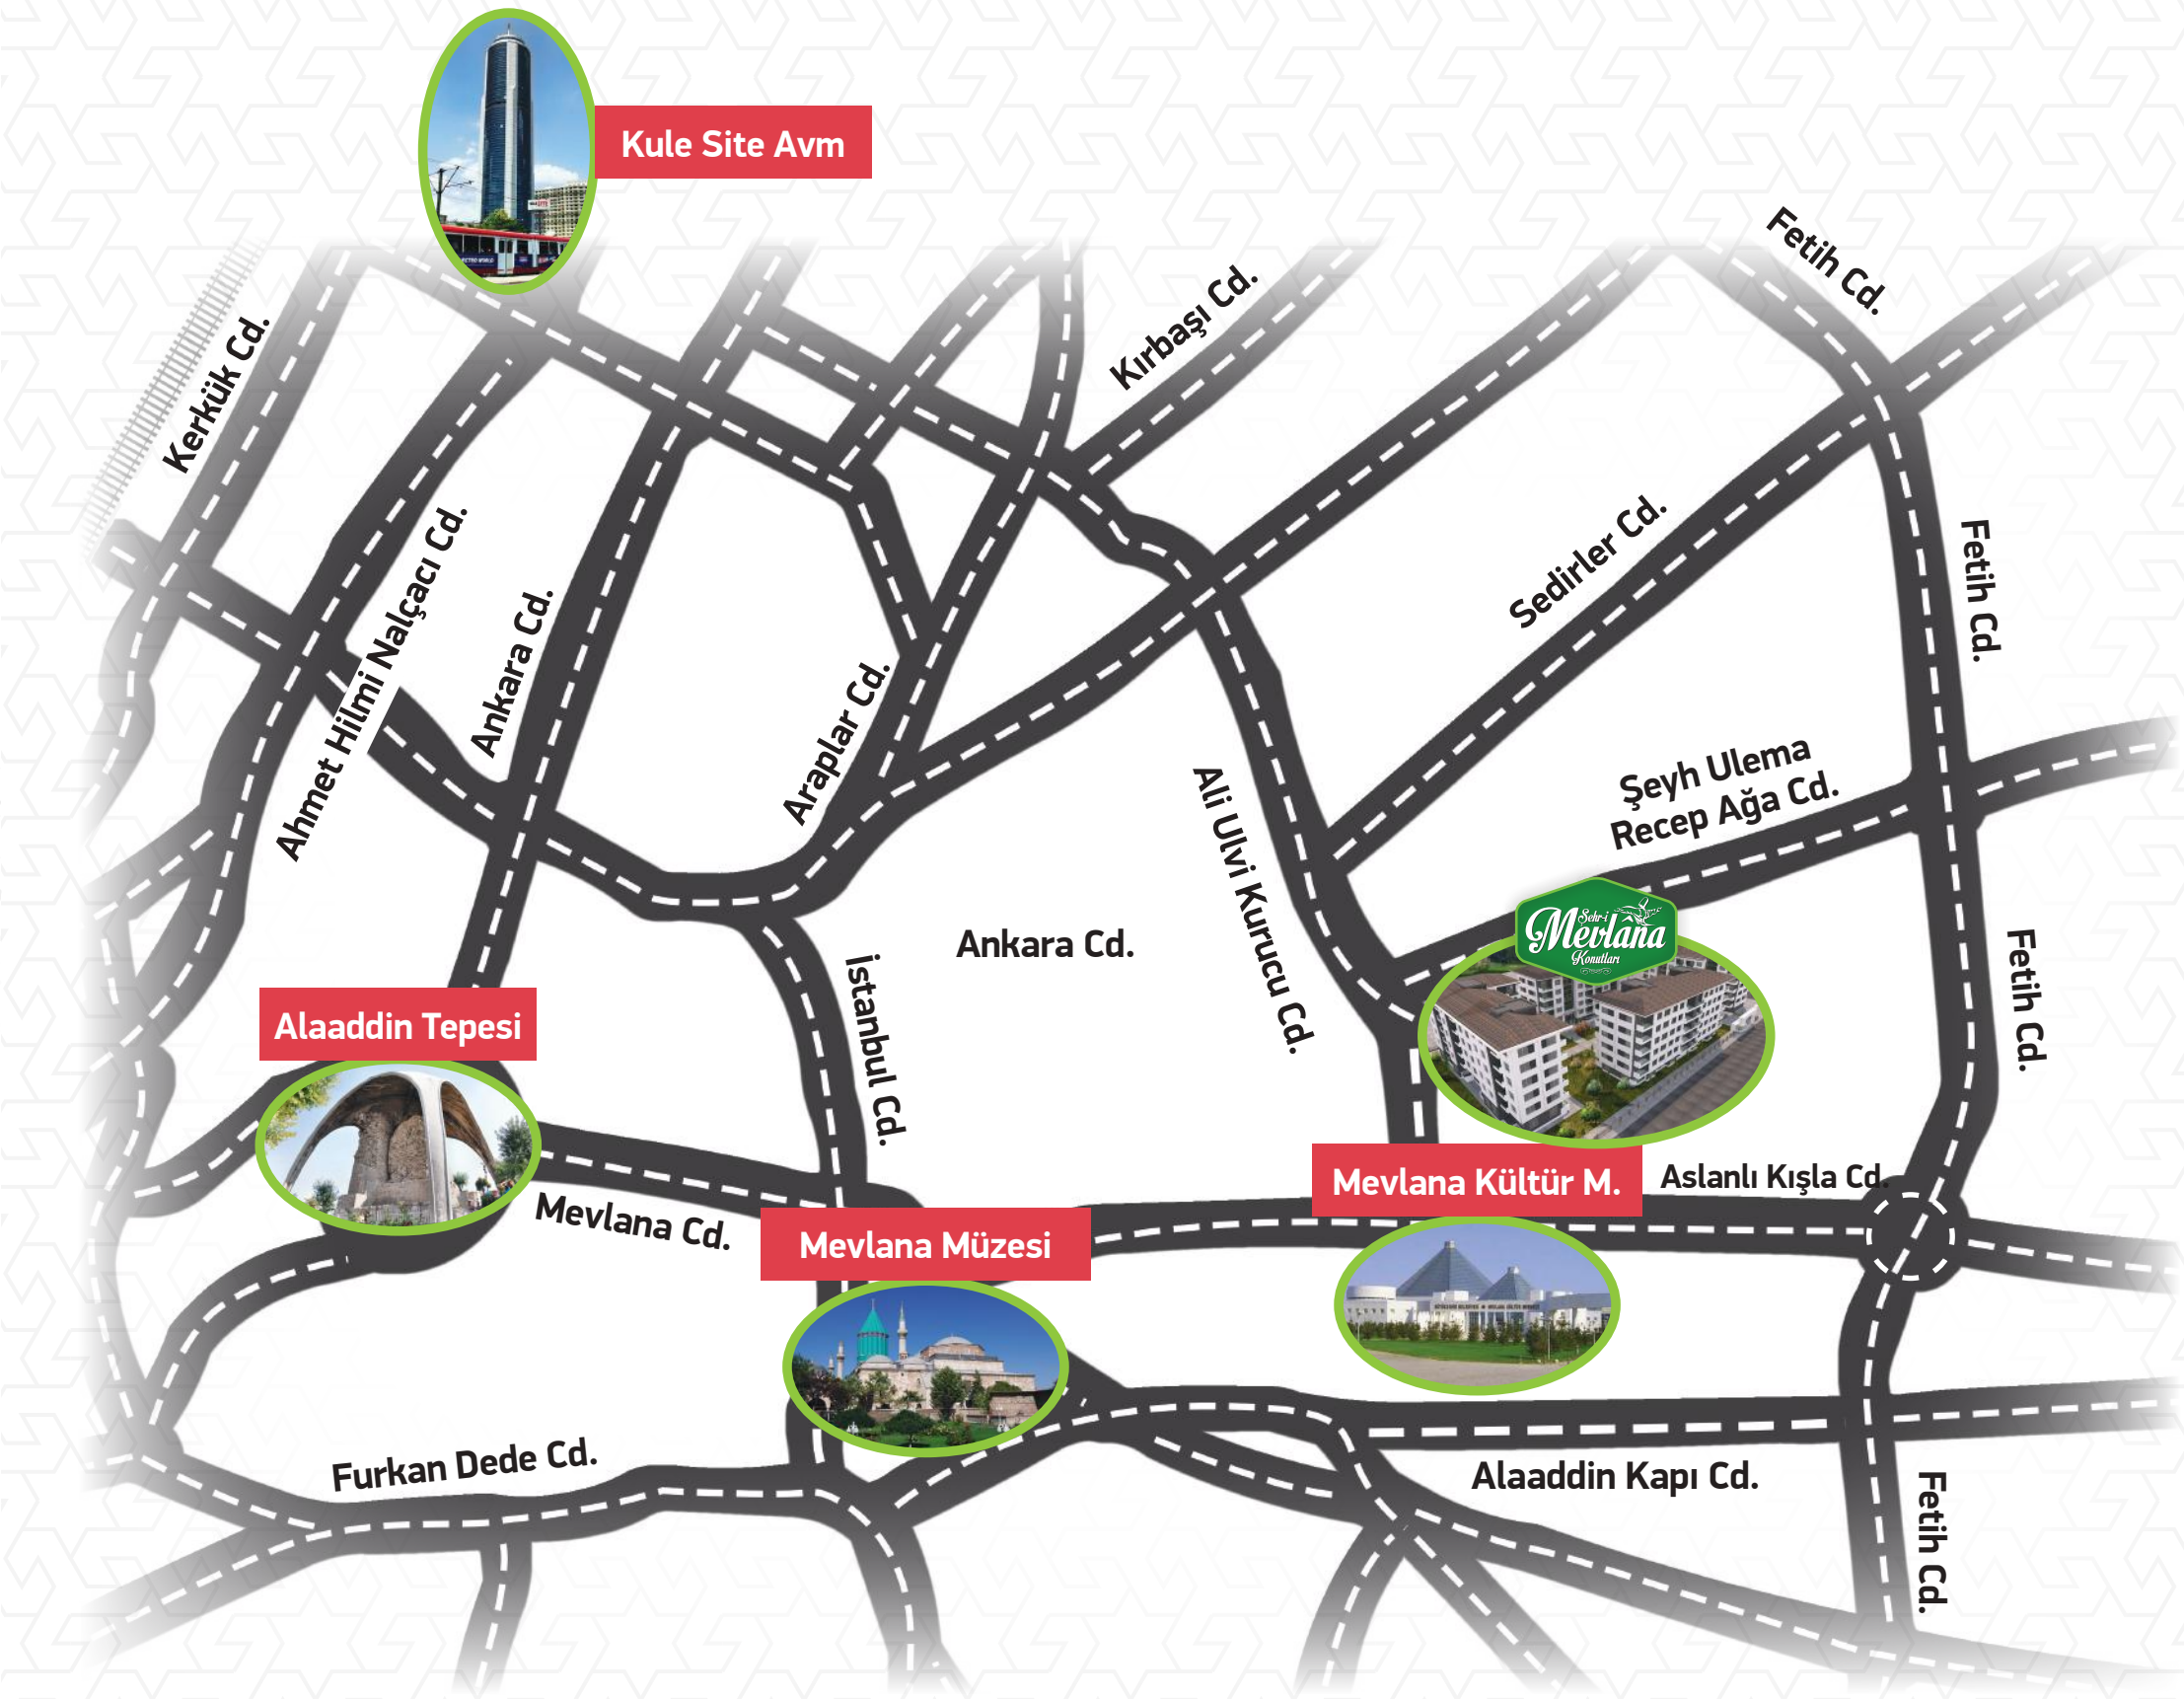 Kule Site Avm
Fetih Cd.
Kırbaşı Cd.
Kerkük Cd.
Ahmet Hilmi Nalçacı Cd.
Ankara Cd.
Sedirler Cd.
Fetih Cd.
Araplar Cd.
Şeyh Ulema
Recep Ağa Cd.
Ali Ulvi Kurucu Cd.
Şehr-i
Mevlâna
Konutları
Ankara Cd.
İstanbul Cd.
Fetih Cd.
Alaaddin Tepesi
Mevlana Kültür M.
Aslanlı Kışla Cd.
Mevlana Cd.
Mevlana Müzesi
Furkan Dede Cd.
Alaaddin Kapı Cd.
Fetih Cd.